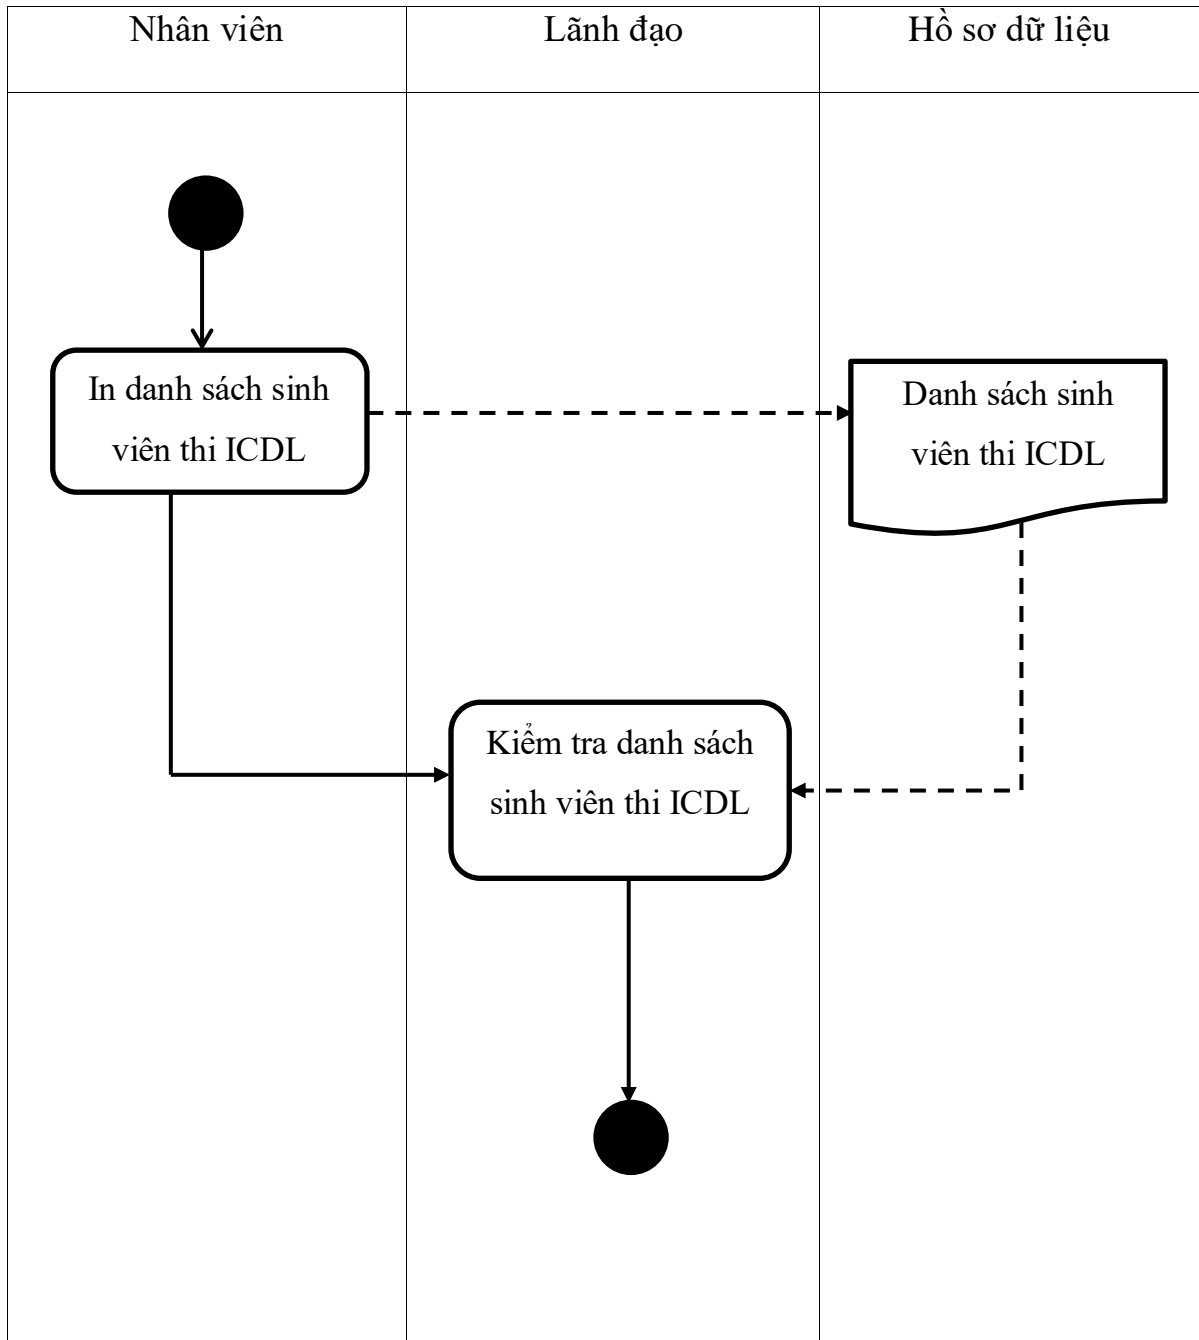 Nhân viên
Lãnh đạo
Hồ sơ dữ liệu
In danh sách sinh
viên thi ICDL
Danh sách sinh
viên thi ICDL
Kiểm tra danh sách
sinh viên thi ICDL